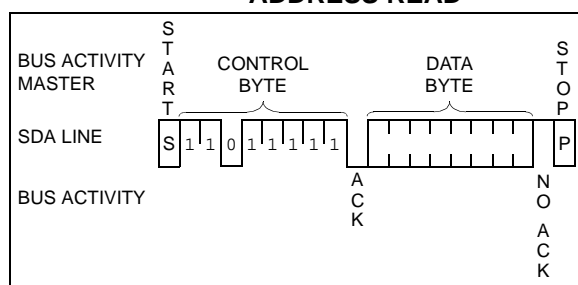 ADDRESS READ
BUS ACTIVITY
MASTER
START
CONTROL
BYTE
DATA
BYTE
STOP
SDA LINE
S 1 1 0 1 1 1 1 1 P
BUS ACTIVITY
ACK
NO ACK